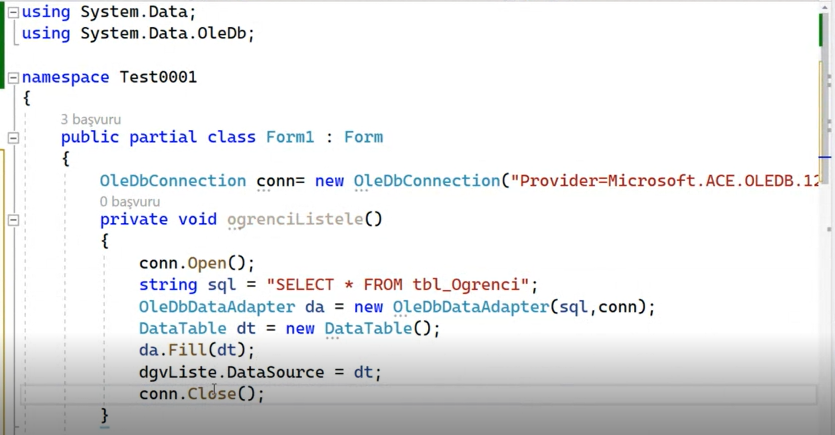 using System.Data;
using System.Data.OleDb;
namespace Test0001
{
3 başvuru
public partial class Form1 : Form
{
OleDbConnection conn= new OleDbConnection("Provider=Microsoft.ACE.OLEDB.12
0 başvuru
private void ogrenciListele()
{
conn.Open();
string sql = "SELECT * FROM tbl_Ogrenci";
OleDbDataAdapter da = new OleDbDataAdapter(sql,conn);
DataTable dt = new DataTable();
da.Fill(dt);
dgvListe.DataSource = dt;
conn.Close();
}